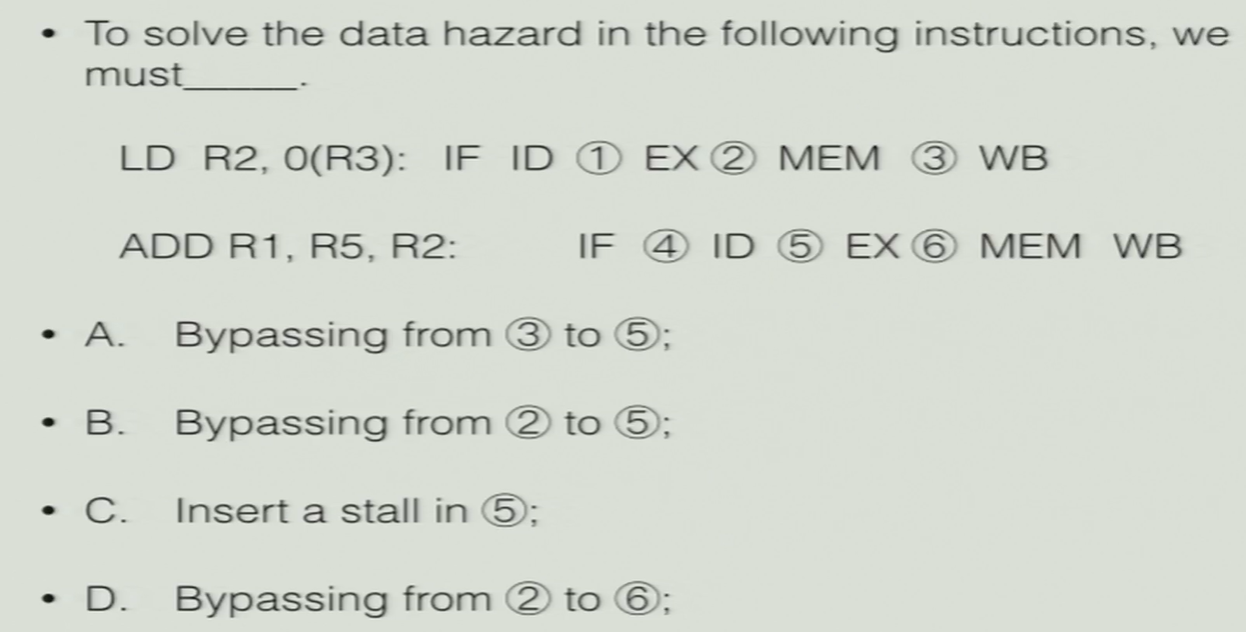 • To solve the data hazard in the following instructions, we
must_____.
LD R2, 0(R3): IF ID ① EX ② MEM ③ WB
ADD R1, R5, R2: IF ④ ID ⑤ EX ⑥ MEM WB
• A. Bypassing from ③ to ⑤;
• B. Bypassing from ② to ⑤;
• C. Insert a stall in ⑤;
• D. Bypassing from ② to ⑥;